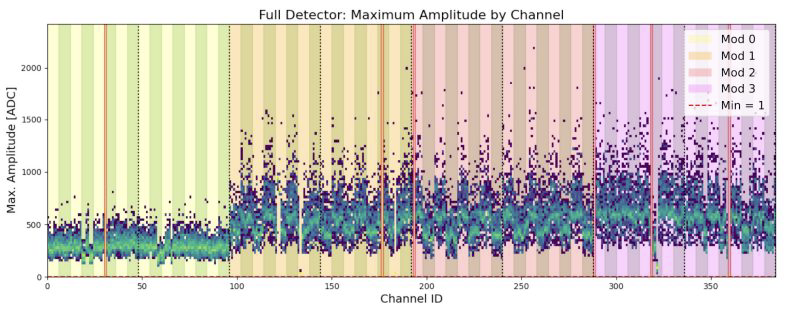 Full Detector: Maximum Amplitude by Channel
Max. Amplitude [ADC]
2000
1500
1000
500
0
Mod 0
Mod 1
Mod 2
Mod 3
Min = 1
0 50 100 150 200 250 300 350
Channel ID